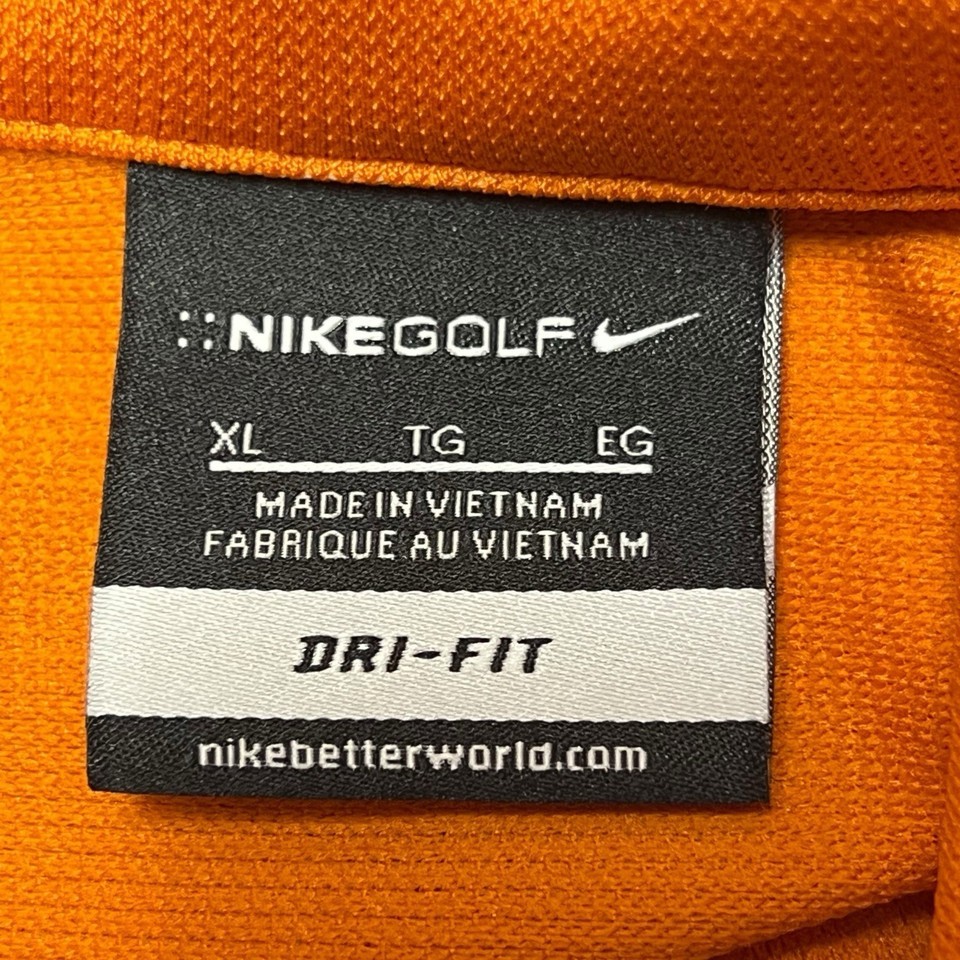 NIKEGOLF
XL TG EG
MADE IN VIETNAM
FABRIQUE AU VIETNAM
DRI-FIT
nikebetterworld.com